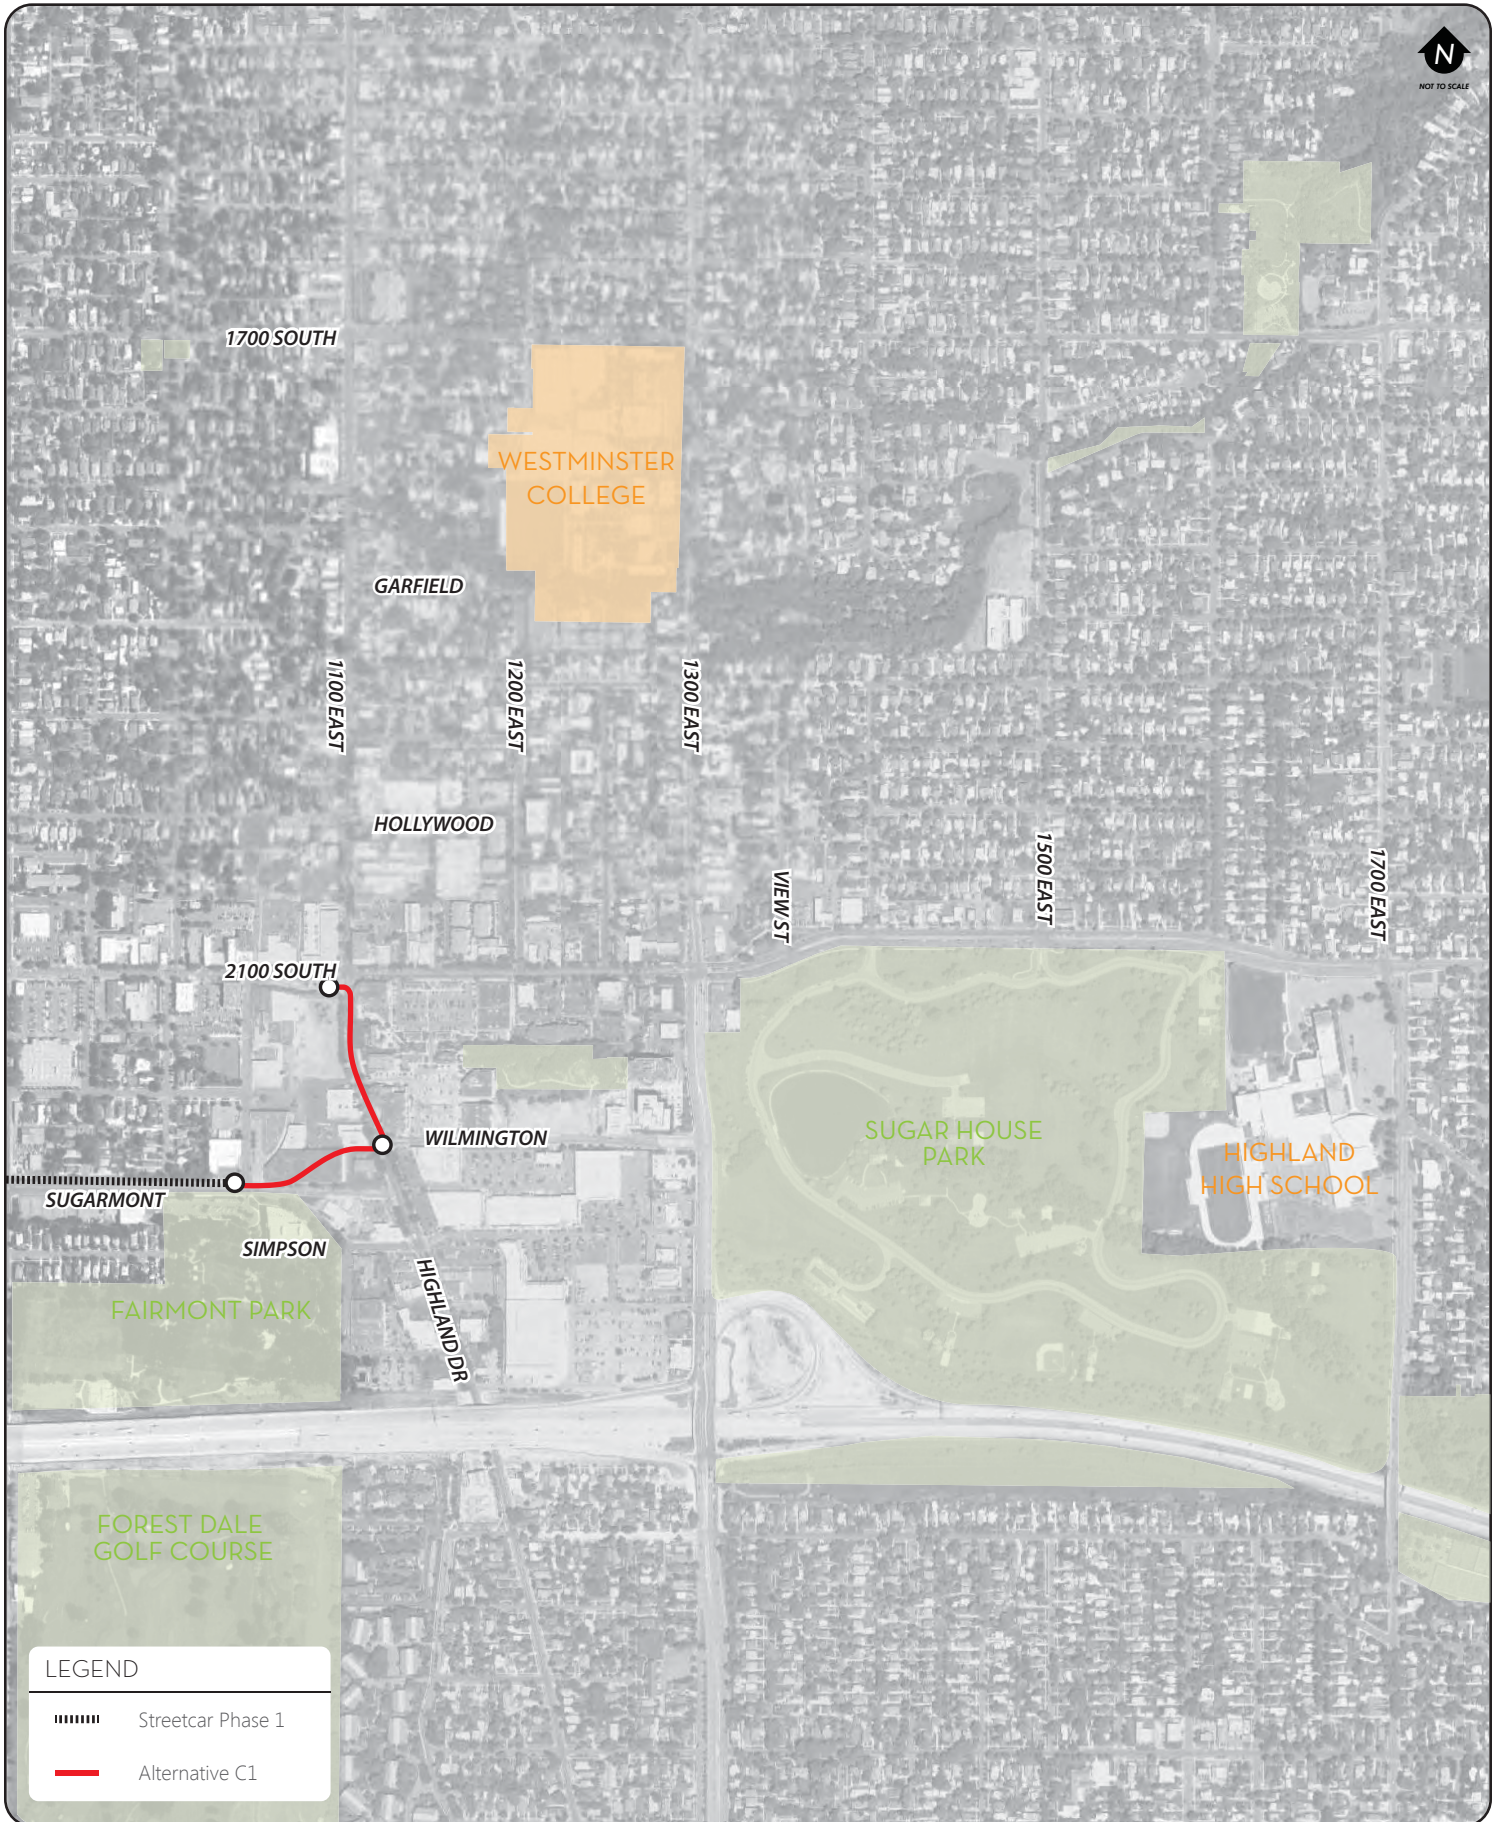 N
NOT TO SCALE
1700 SOUTH
WESTMINSTER
COLLEGE
GARFIELD
1100 EAST
1200 EAST
1300 EAST
HOLLYWOOD
VIEW ST
1500 EAST
1700 EAST
2100 SOUTH
WILMINGTON
SUGAR HOUSE
PARK
HIGHLAND
HIGH SCHOOL
SUGARMONT
SIMPSON
HIGHLAND DR
FAIRMONT PARK
FOREST DALE
GOLF COURSE
LEGEND
Streetcar Phase 1
Alternative C1